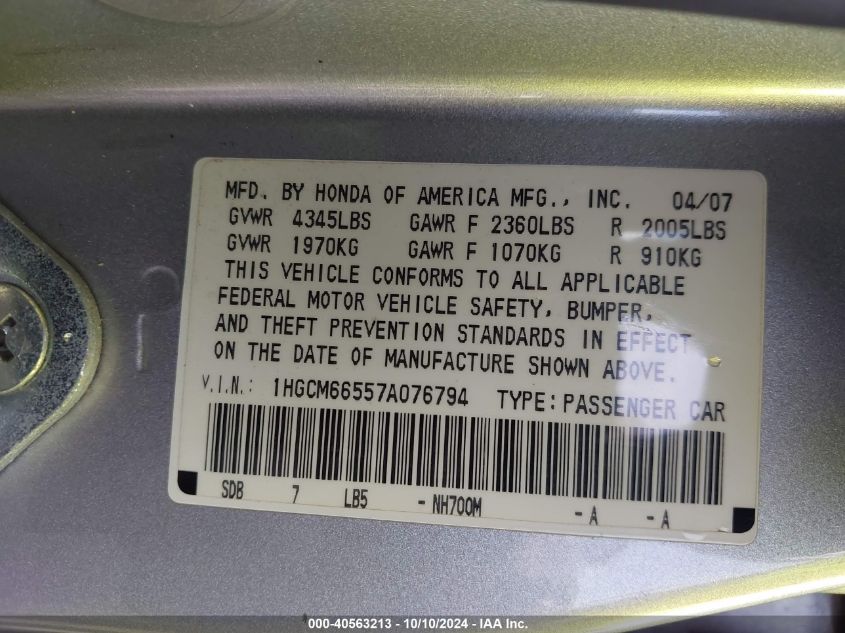 MFD. BY HONDA OF AMERICA MFG., INC. 04/07
GVWR 4345LBS GAWR F 2360LBS R 2005LBS
GVWR 1970KG GAWR F 1070KG R 910KG
THIS VEHICLE CONFORMS TO ALL APPLICABLE
FEDERAL MOTOR VEHICLE SAFETY, BUMPER,
AND THEFT PREVENTION STANDARDS IN EFFECT
ON THE DATE OF MANUFACTURE SHOWN ABOVE.
V.I.N.: 1HGCM66557A076794 TYPE: PASSENGER CAR
SDB 7 LB5 - NH700M - A - A
000-40563213 - 10/10/2024 - IAA Inc.